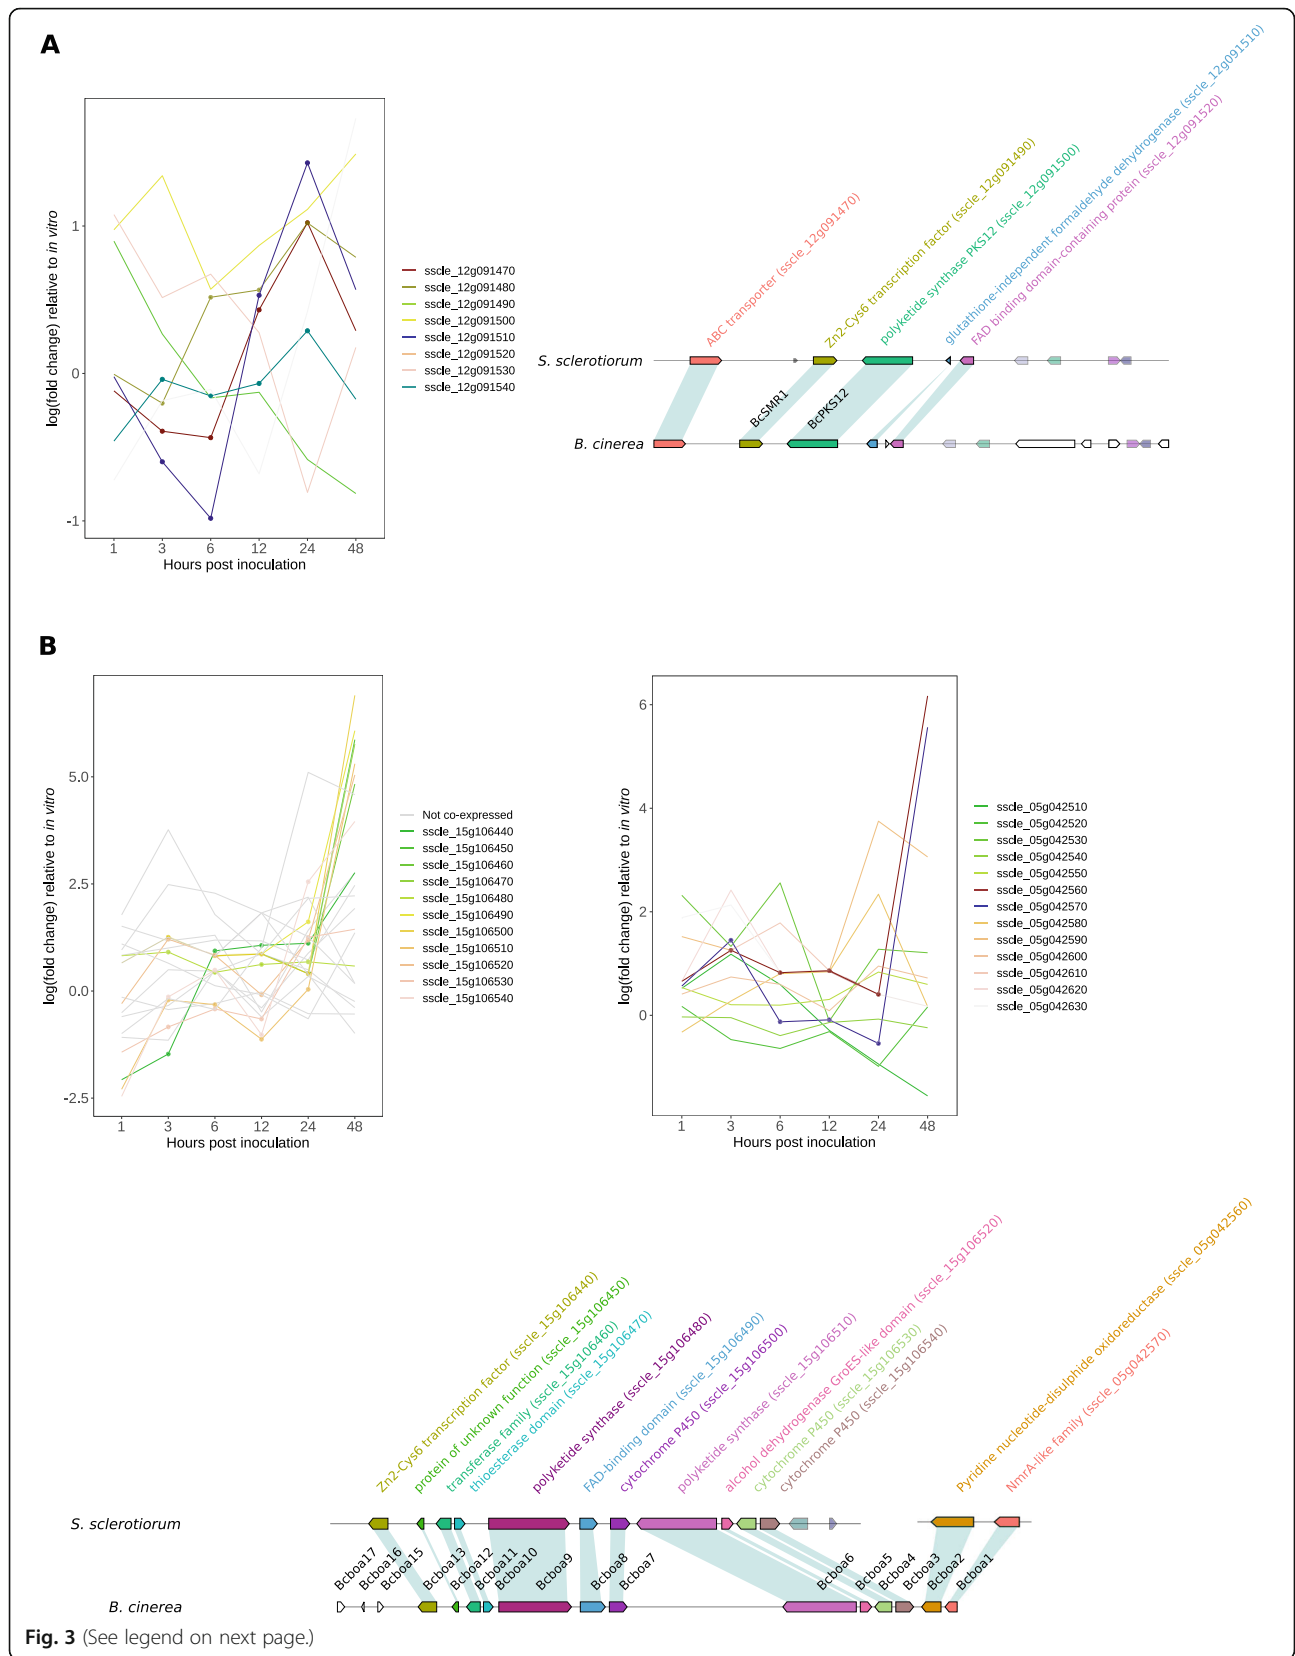 A
log(fold change) relative to in vitro
1
0
-1
1 3 6 12 24 48
Hours post inoculation
sscle_12g091470
sscle_12g091480
sscle_12g091490
sscle_12g091500
sscle_12g091510
sscle_12g091520
sscle_12g091530
sscle_12g091540
ABC transporter (sscle_12g091470)
Zn2-Cys6 transcription factor (sscle_12g091490)
polyketide synthase PKS12 (sscle_12g091500)
glutathione-independent formaldehyde dehydrogenase (sscle_12g091510)
FAD binding domain-containing protein (sscle_12g091520)
S. sclerotiorum
BcSMR1
BcPKS12
B. cinerea
B
log(fold change) relative to in vitro
5.0
2.5
0.0
-2.5
1 3 6 12 24 48
Hours post inoculation
Not co-expressed
sscle_15g106440
sscle_15g106450
sscle_15g106460
sscle_15g106470
sscle_15g106480
sscle_15g106490
sscle_15g106500
sscle_15g106510
sscle_15g106520
sscle_15g106530
sscle_15g106540
log(fold change) relative to in vitro
6
4
2
0
1 3 6 12 24 48
Hours post inoculation
sscle_05g042510
sscle_05g042520
sscle_05g042530
sscle_05g042540
sscle_05g042550
sscle_05g042560
sscle_05g042570
sscle_05g042580
sscle_05g042590
sscle_05g042600
sscle_05g042610
sscle_05g042620
sscle_05g042630
Zn2-Cys6 transcription factor (sscle_15g106440)
protein of unknown function (sscle_15g106450)
transferase family (sscle_15g106460)
thioesterase domain (sscle_15g106470)
polyketide synthase (sscle_15g106480)
FAD-binding domain (sscle_15g106490)
cytochrome P450 (sscle_15g106500)
polyketide synthase (sscle_15g106510)
alcohol dehydrogenase GroES-like domain (sscle_15g106520)
cytochrome P450 (sscle_15g106530)
cytochrome P450 (sscle_15g106540)
Pyridine nucleotide-disulphide oxidoreductase (sscle_05g042560)
NmrA-like family (sscle_05g042570)
S. sclerotiorum
Bcboa17
Bcboa16
Bcboa15
Bcboa13
Bcboa12
Bcboa11
Bcboa10
Bcboa9
Bcboa8
Bcboa7
Bcboa6
Bcboa5
Bcboa4
Bcboa3
Bcboa2
Bcboa1
B. cinerea
Fig. 3 (See legend on next page.)